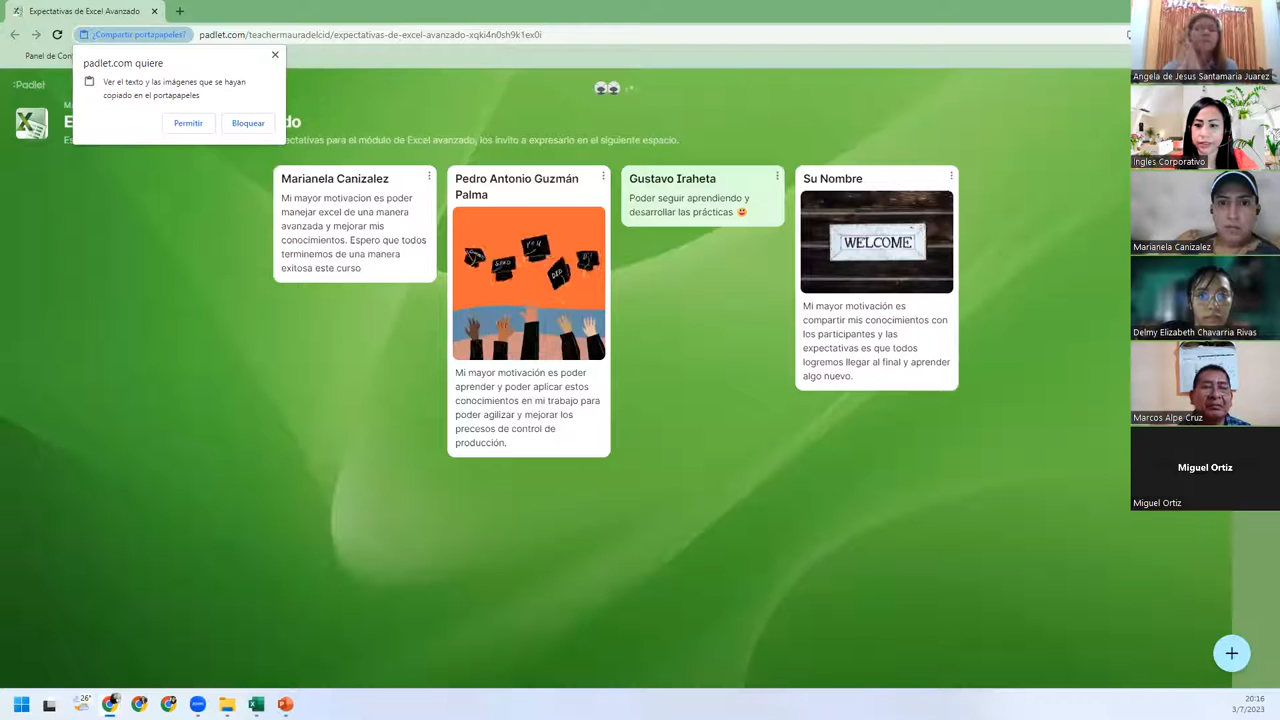 Expectativas de Excel Avanzado
¿Compartir portapapeles?
padlet.com/teachermauradelcid/expectativas-de-excel-avanzado-xqki4n0sh9k1ex0i
Panel de Con
padlet.com quiere
Ver el texto y las imágenes que se hayan
copiado en el portapapeles
Permitir
Bloquear
:Padlet
do
ectativas para el módulo de Excel avanzado, los invito a expresarlo en el siguiente espacio.
Marianela Canizalez
Mi mayor motivacion es poder
manejar excel de una manera
avanzada y mejorar mis
conocimientos. Espero que todos
terminemos de una manera
exitosa este curso
Pedro Antonio Guzmán
Palma
YOU
Mi mayor motivación es poder
aprender y poder aplicar estos
conocimientos en mi trabajo para
poder agilizar y mejorar los
precesos de control de
producción.
Gustavo Iraheta
Poder seguir aprendiendo y
desarrollar las prácticas 😃
Su Nombre
WELCOME
Mi mayor motivación es
compartir mis conocimientos con
los participantes y las
expectativas es que todos
logremos llegar al final y aprender
algo nuevo.
Angela de Jesus Santamaria Juarez
Ingles Corporativo
Marianela Canizalez
Delmy Elizabeth Chavarria Rivas
Marcos Alpe Cruz
Miguel Ortiz
Miguel Ortiz
26°
zoom
20:16
3/7/2023